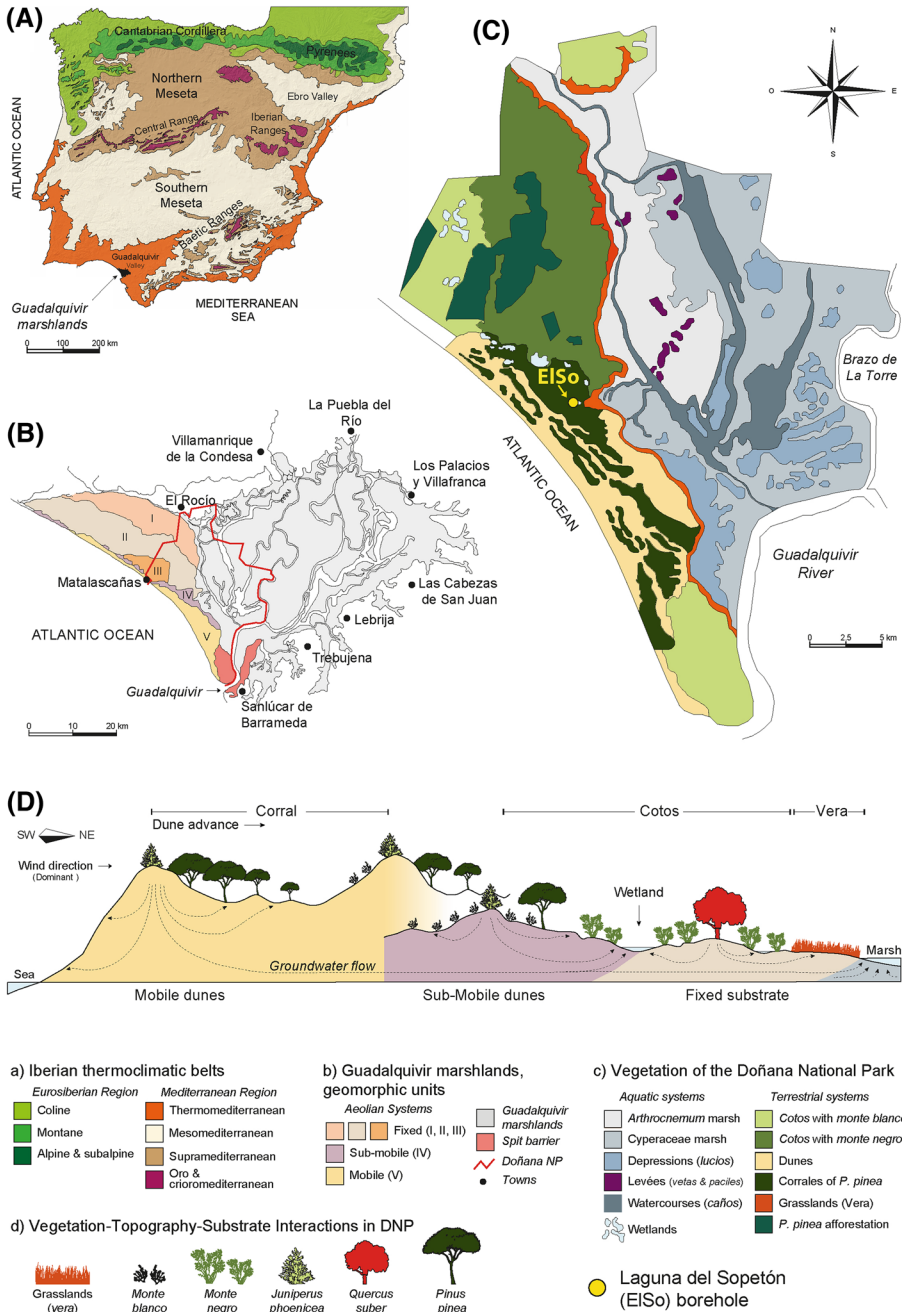 (A)
Cantabrian Cordillera
Pyrenees
Northern
Meseta
Ebro Valley
Central Range
Iberian
Ranges
ATLANTIC OCEAN
Southern
Meseta
Baetic Ranges
Guadalquivir
Valley
Guadalquivir
marshlands
MEDITERRANEAN
SEA
0 100 200 km
(B)
La Puebla del
Río
Villamanrique
de la Condesa
Los Palacios
y Villafranca
El Rocío
I
II
III
Matalascañas
IV
Las Cabezas
de San Juan
ATLANTIC OCEAN
V
Lebrija
Trebujena
Guadalquivir
Sanlúcar de
Barrameda
0 10 20 km
(C)
N
O E
S
ElSo
Brazo de
La Torre
ATLANTIC OCEAN
Guadalquivir
River
0 2,5 5 km
(D)
Corral
Cotos
Vera
Dune advance
SW NE
Wind direction
(Dominant)
Wetland
Marsh
Groundwater flow
Sea
Mobile dunes
Sub-Mobile dunes
Fixed substrate
a) Iberian thermoclimatic belts
Eurosiberian Region
Coline
Montane
Alpine & subalpine
Mediterranean Region
Thermomediterranean
Mesomediterranean
Supramediterranean
Oro &
crioromediterranean
b) Guadalquivir marshlands,
geomorphic units
Aeolian Systems
Fixed (I, II, III)
Sub-mobile (IV)
Mobile (V)
Guadalquivir
marshlands
Spit barrier
Doñana NP
Towns
c) Vegetation of the Doñana National Park
Aquatic systems
Arthrocnemum marsh
Cyperaceae marsh
Depressions (lucios)
Levées (vetas & paciles)
Watercourses (caños)
Wetlands
Terrestrial systems
Cotos with monte blanco
Cotos with monte negro
Dunes
Corrales of P. pinea
Grasslands (Vera)
P. pinea afforestation
d) Vegetation-Topography-Substrate Interactions in DNP
Grasslands
(vera)
Monte
blanco
Monte
negro
Juniperus
phoenicea
Quercus
suber
Pinus
pinea
Laguna del Sopetón
(ElSo) borehole